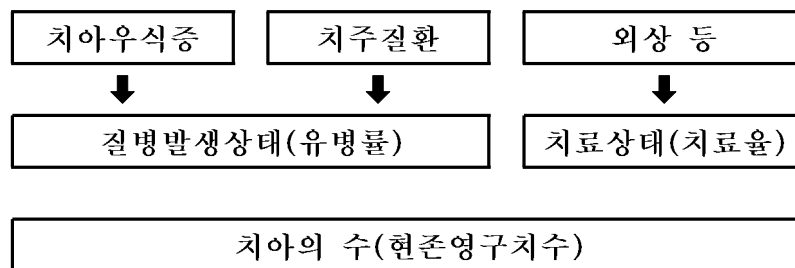 치아우식증 치주질환 외상 등
질병발생상태(유병률) 치료상태(치료율)
치아의 수(현존영구치수)